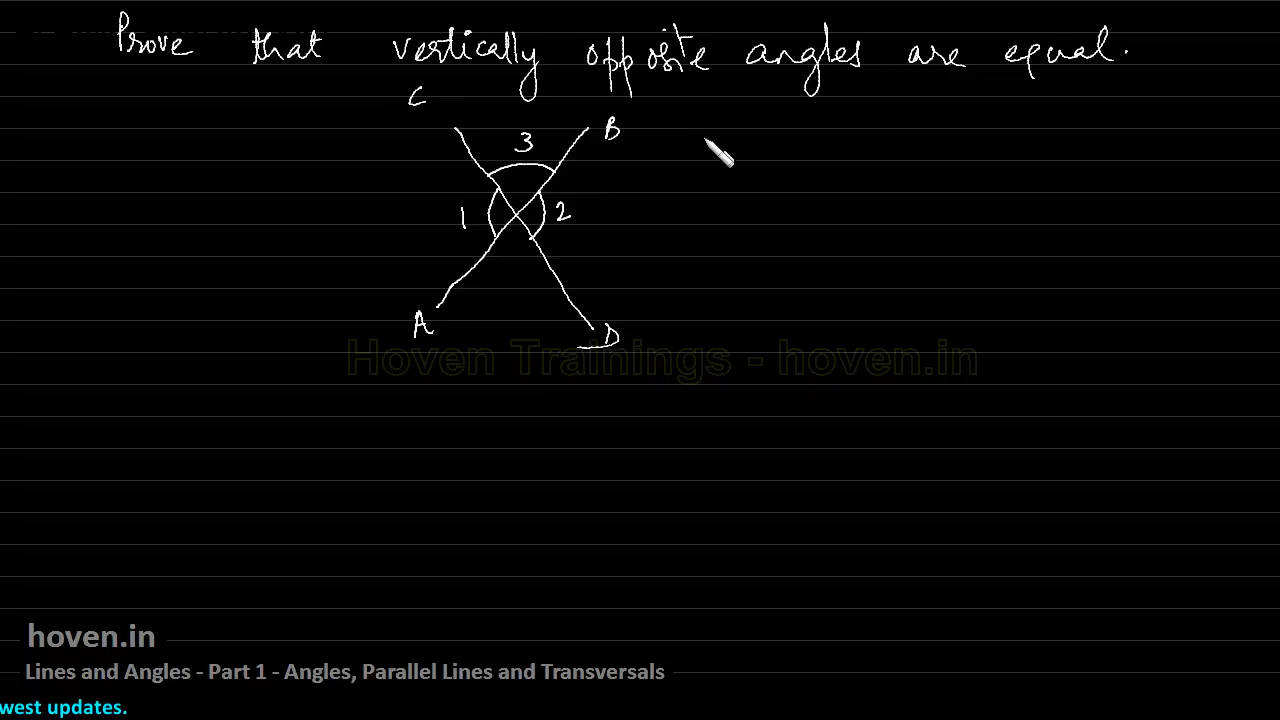 Prove that vertically opposite angles are equal.
C
B
3
1
2
A
D
Hoven Trainings - hoven.in
hoven.in
Lines and Angles - Part 1 - Angles, Parallel Lines and Transversals
west updates.